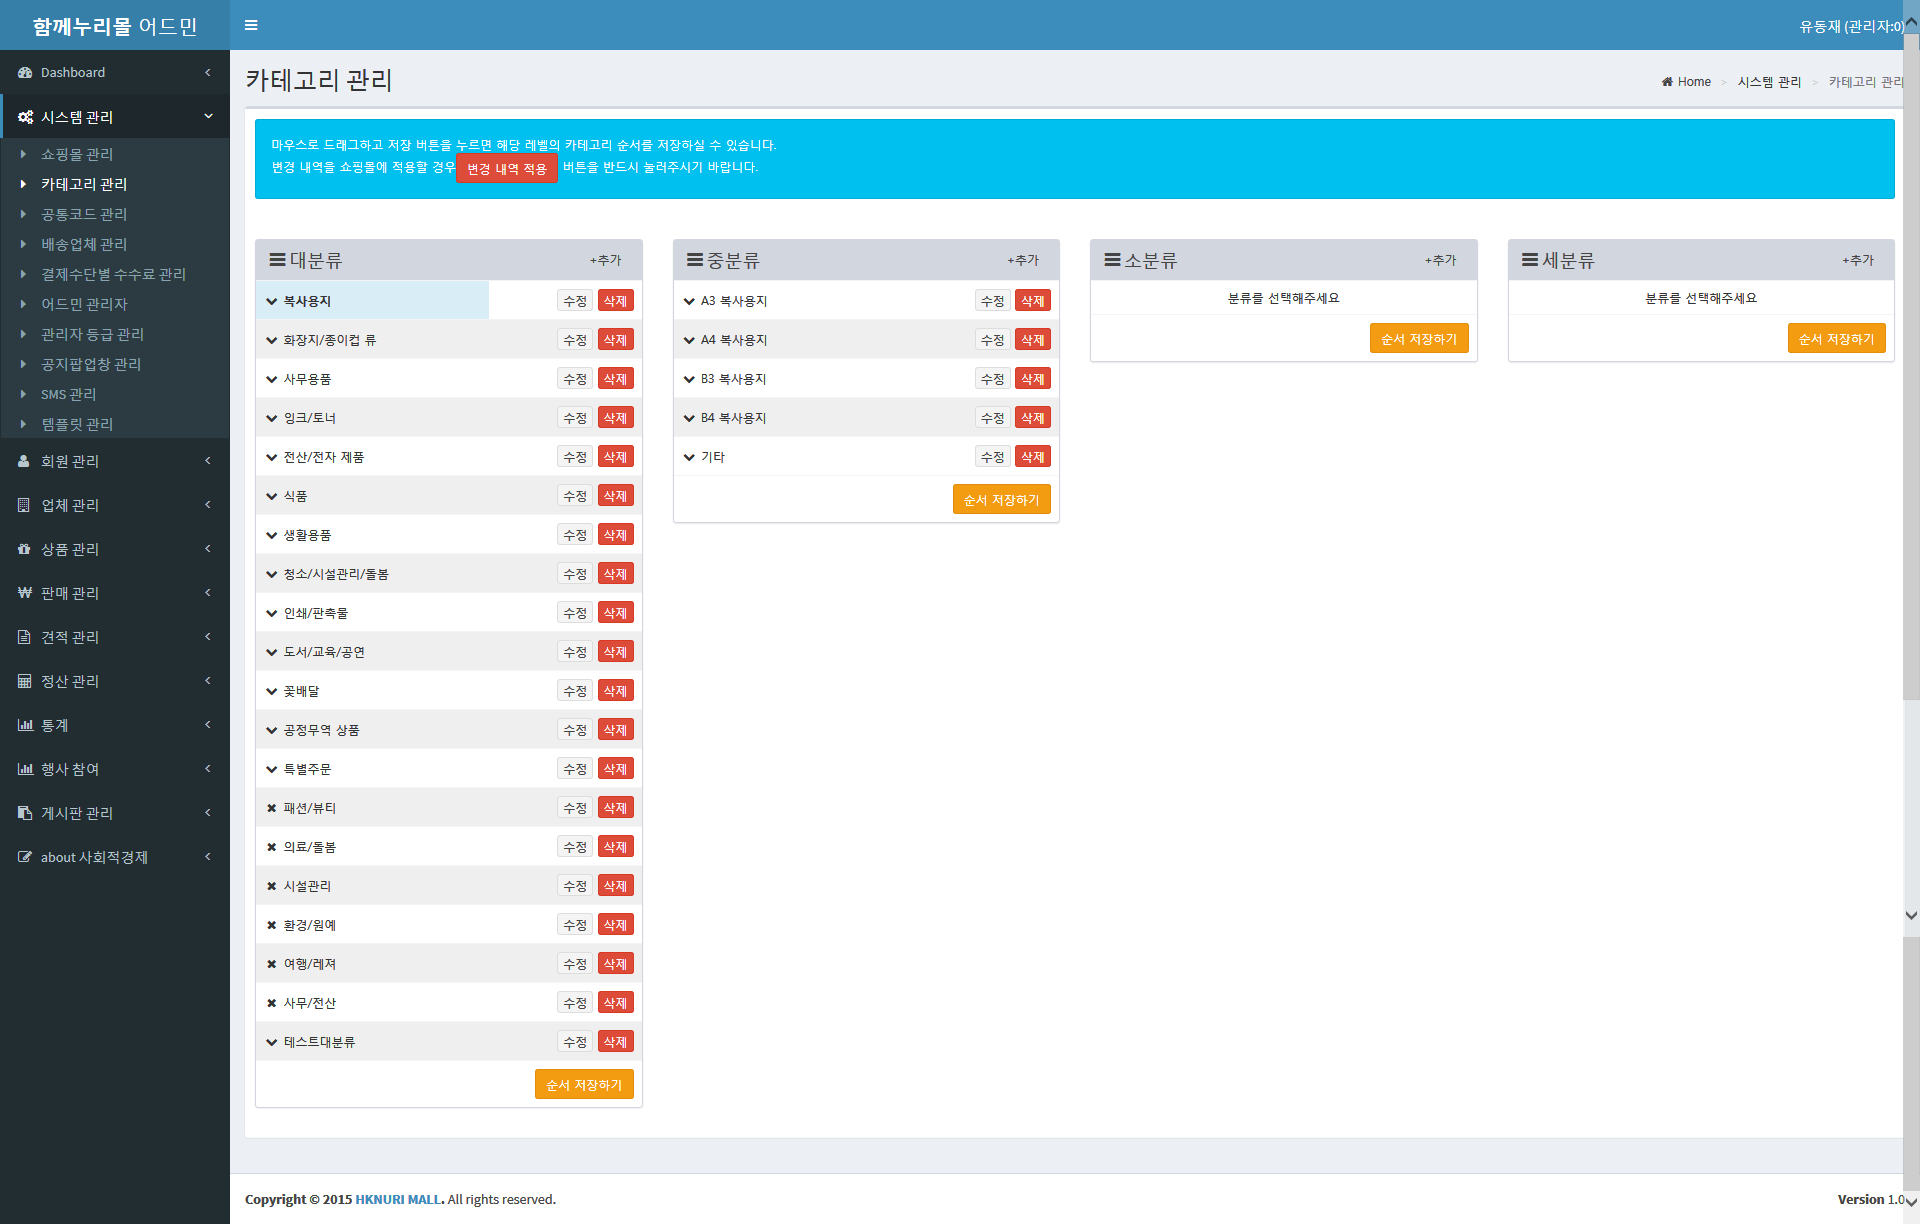 함께누리몰 어드민
유동재 (관리자:0)
Dashboard
시스템 관리
쇼핑몰 관리
카테고리 관리
공통코드 관리
배송업체 관리
결제수단별 수수료 관리
어드민 관리자
관리자 등급 관리
공지팝업창 관리
SMS 관리
템플릿 관리
회원 관리
업체 관리
상품 관리
판매 관리
견적 관리
정산 관리
통계
행사 참여
게시판 관리
about 사회적경제
카테고리 관리
Home > 시스템 관리 > 카테고리 관리
마우스로 드래그하고 저장 버튼을 누르면 해당 레벨의 카테고리 순서를 저장하실 수 있습니다.
변경 내역을 쇼핑몰에 적용할 경우 변경 내역 적용 버튼을 반드시 눌러주시기 바랍니다.
대분류 +추가
복사용지 수정 삭제
화장지/종이컵 류 수정 삭제
사무용품 수정 삭제
잉크/토너 수정 삭제
전산/전자 제품 수정 삭제
식품 수정 삭제
생활용품 수정 삭제
청소/시설관리/돌봄 수정 삭제
인쇄/판촉물 수정 삭제
도서/교육/공연 수정 삭제
꽃배달 수정 삭제
공정무역 상품 수정 삭제
특별주문 수정 삭제
패션/뷰티 수정 삭제
의료/돌봄 수정 삭제
시설관리 수정 삭제
환경/원예 수정 삭제
여행/레져 수정 삭제
사무/전산 수정 삭제
테스트대분류 수정 삭제
순서 저장하기
중분류 +추가
A3 복사용지 수정 삭제
A4 복사용지 수정 삭제
B3 복사용지 수정 삭제
B4 복사용지 수정 삭제
기타 수정 삭제
순서 저장하기
소분류 +추가
분류를 선택해주세요
순서 저장하기
세분류 +추가
분류를 선택해주세요
순서 저장하기
Copyright © 2015 HKNURI MALL. All rights reserved.
Version 1.0